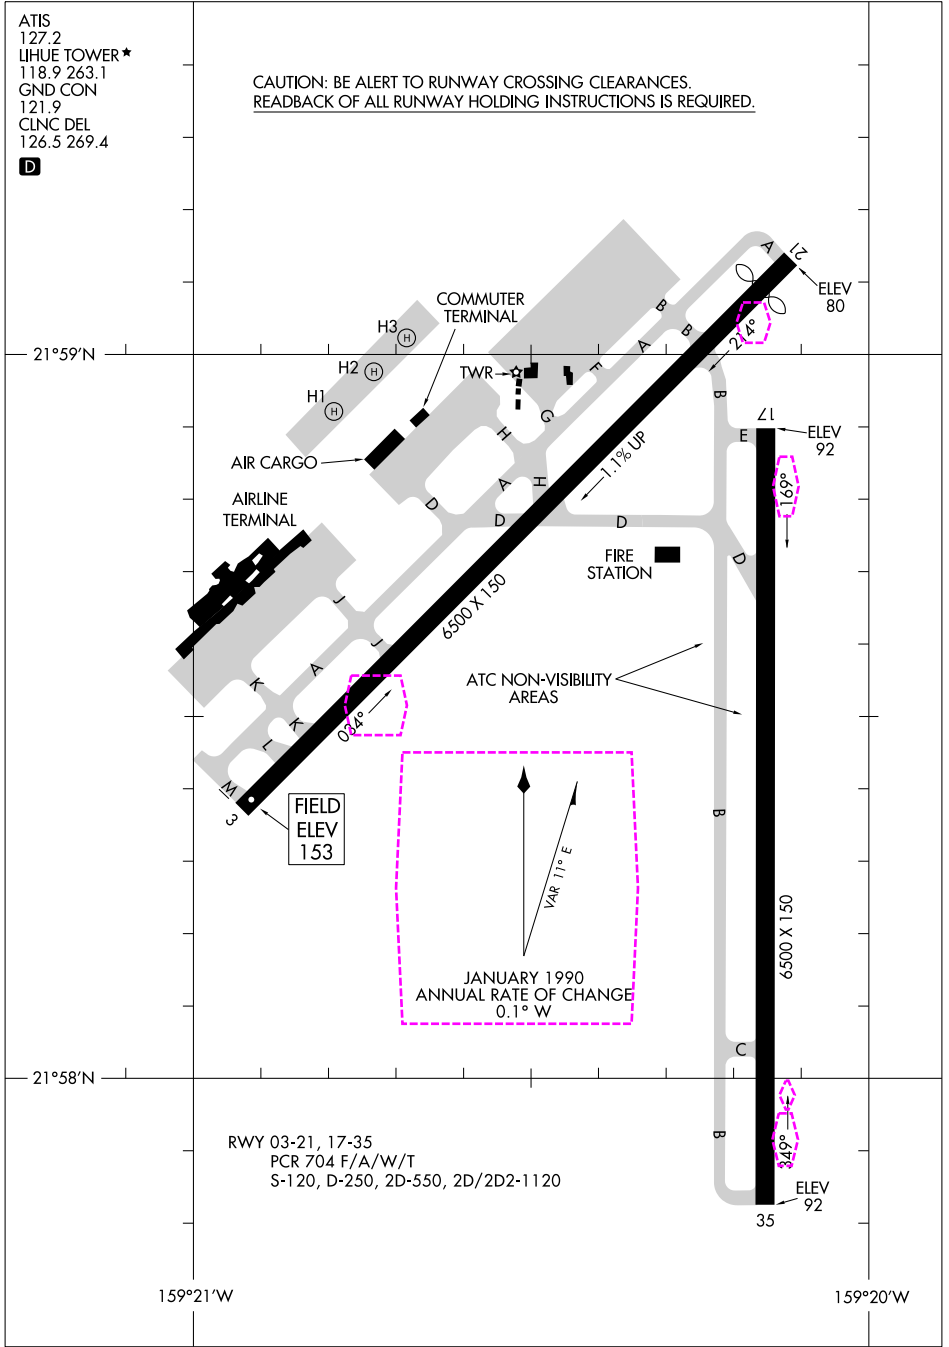 ATIS
127.2
LIHUE TOWER★
118.9 263.1
GND CON
121.9
CLNC DEL
126.5 269.4
D
CAUTION: BE ALERT TO RUNWAY CROSSING CLEARANCES.
READBACK OF ALL RUNWAY HOLDING INSTRUCTIONS IS REQUIRED.
A
21
ELEV
80
COMMUTER
TERMINAL
H3
H
B
B
A
214°
21°59'N
H2
H
TWR
F
B
H1
H
G
H
17
E
ELEV
92
1.1% UP
AIR CARGO
A
H
169°
AIRLINE
TERMINAL
D
D
D
FIRE
STATION
D
6500 X 150
J
J
A
K
K
L
ATC NON-VISIBILITY
AREAS
034°
W
3
FIELD
ELEV
153
B
VAR 11° E
6500 X 150
JANUARY 1990
ANNUAL RATE OF CHANGE
0.1° W
C
21°58'N
B
349°
RWY 03-21, 17-35
PCR 704 F/A/W/T
S-120, D-250, 2D-550, 2D/2D2-1120
ELEV
92
35
159°21'W
159°20'W